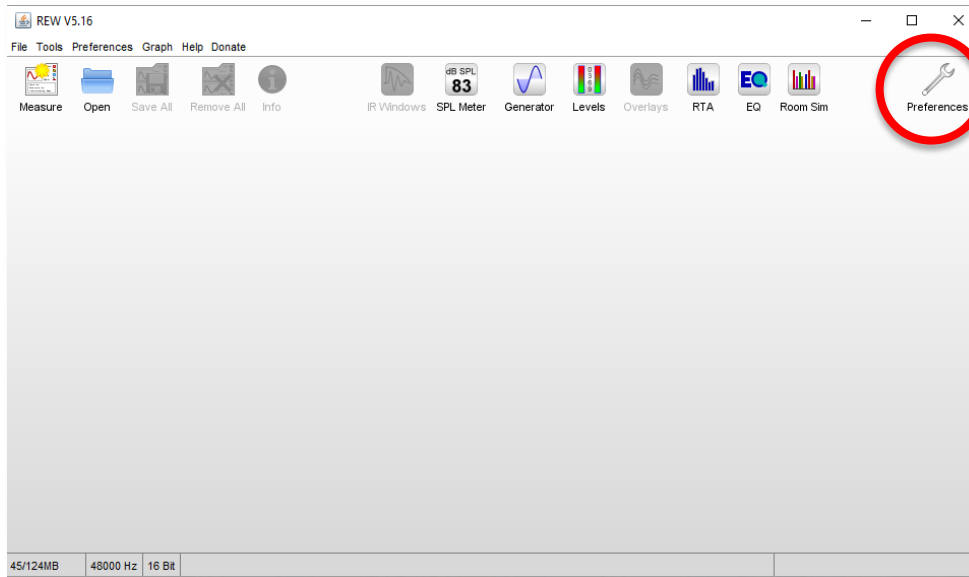 REW V5.16
File Tools Preferences Graph Help Donate
dB SPL
83
EQ
Measure Open Save All Remove All Info IR Windows SPL Meter Generator Levels Overlays RTA EQ Room Sim Preferences
45/124MB 48000 Hz 16 Bit